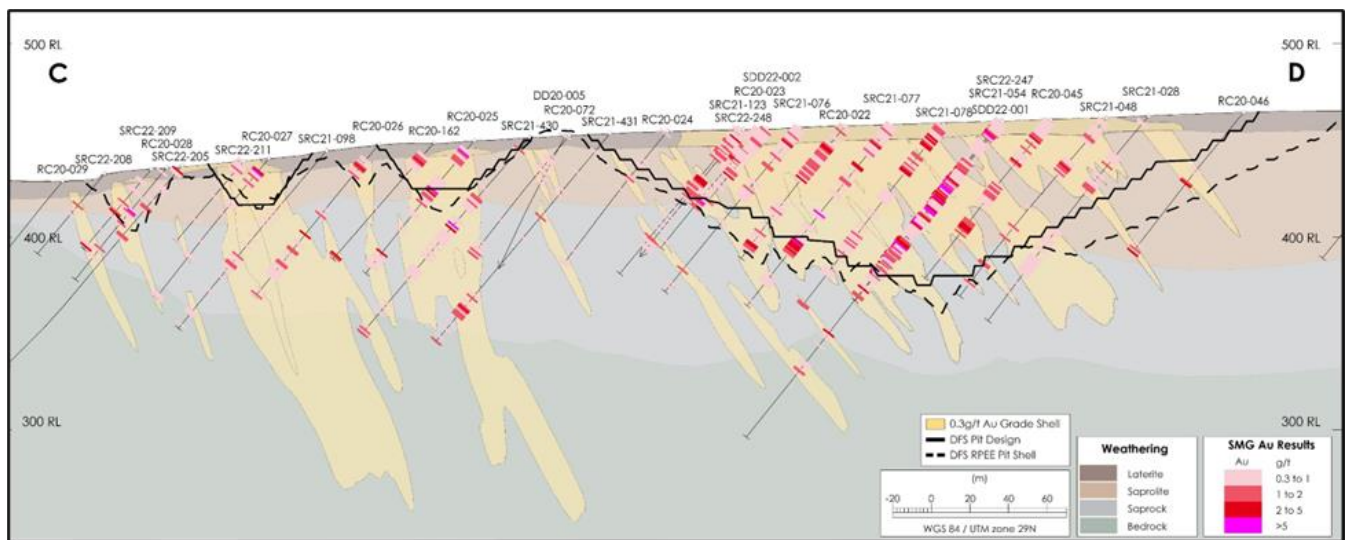 500 RL
500 RL
C
D
SRC22-247
SDD22-002
SRC21-054
RC20-045
SRC21-028
DD20-005
RC20-023
SRC21-123
SRC21-076
SRC21-077
SDD22-001
SRC21-048
RC20-046
RC20-025
SRC21-430
RC20-072
SRC21-431
RC20-024
SRC22-248
RC20-022
SRC21-078
SRC22-209
RC20-028
RC20-027
SRC21-098
RC20-026
RC20-162
RC20-029
SRC22-208
SRC22-205
SRC22-211
400 RL
400 RL
300 RL
300 RL
0.3g/t Au Grade Shell
DFS Pit Design
DFS RPEE Pit Shell
(m)
-20 0 20 40 60
WGS 84 / UTM zone 29N
Weathering
Laterite
Saprolite
Saprock
Bedrock
SMG Au Results
Au g/t
0.3 to 1
1 to 2
2 to 5
>5